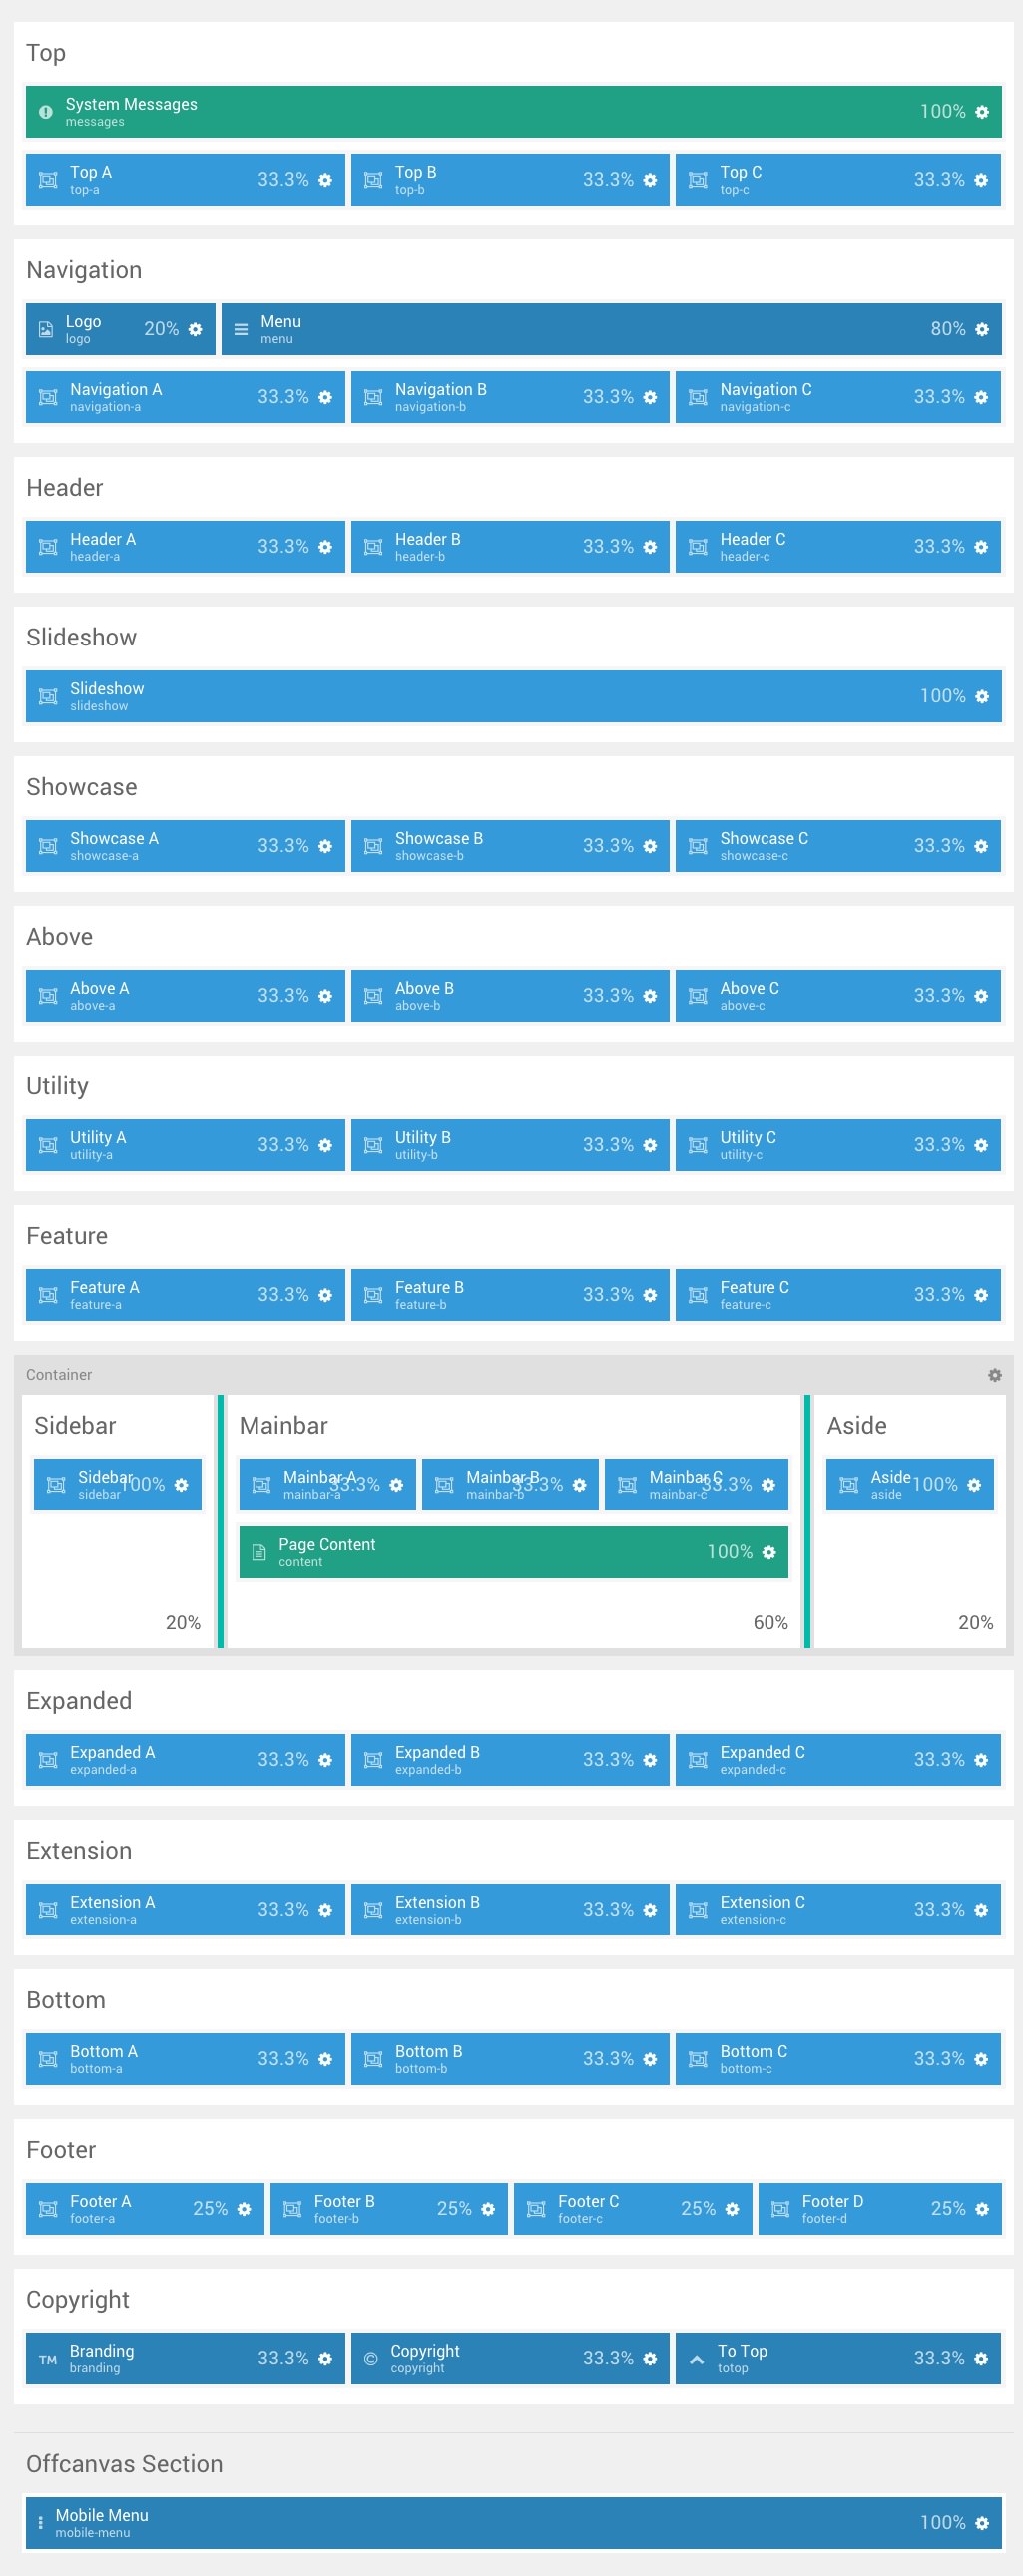 Top
System Messages
messages
100%
Top A
top-a
33.3%
Top B
top-b
33.3%
Top C
top-c
33.3%
Navigation
Logo
logo
20%
Menu
menu
80%
Navigation A
navigation-a
33.3%
Navigation B
navigation-b
33.3%
Navigation C
navigation-c
33.3%
Header
Header A
header-a
33.3%
Header B
header-b
33.3%
Header C
header-c
33.3%
Slideshow
Slideshow
slideshow
100%
Showcase
Showcase A
showcase-a
33.3%
Showcase B
showcase-b
33.3%
Showcase C
showcase-c
33.3%
Above
Above A
above-a
33.3%
Above B
above-b
33.3%
Above C
above-c
33.3%
Utility
Utility A
utility-a
33.3%
Utility B
utility-b
33.3%
Utility C
utility-c
33.3%
Feature
Feature A
feature-a
33.3%
Feature B
feature-b
33.3%
Feature C
feature-c
33.3%
Container
Sidebar
Sidebar
sidebar
100%
20%
Mainbar
Mainbar A
mainbar-a
33.3%
Mainbar B
mainbar-b
33.3%
Mainbar C
mainbar-c
33.3%
Page Content
content
100%
60%
Aside
Aside
aside
100%
20%
Expanded
Expanded A
expanded-a
33.3%
Expanded B
expanded-b
33.3%
Expanded C
expanded-c
33.3%
Extension
Extension A
extension-a
33.3%
Extension B
extension-b
33.3%
Extension C
extension-c
33.3%
Bottom
Bottom A
bottom-a
33.3%
Bottom B
bottom-b
33.3%
Bottom C
bottom-c
33.3%
Footer
Footer A
footer-a
25%
Footer B
footer-b
25%
Footer C
footer-c
25%
Footer D
footer-d
25%
Copyright
TM
Branding
branding
33.3%
©
Copyright
copyright
33.3%
To Top
totop
33.3%
Offcanvas Section
Mobile Menu
mobile-menu
100%